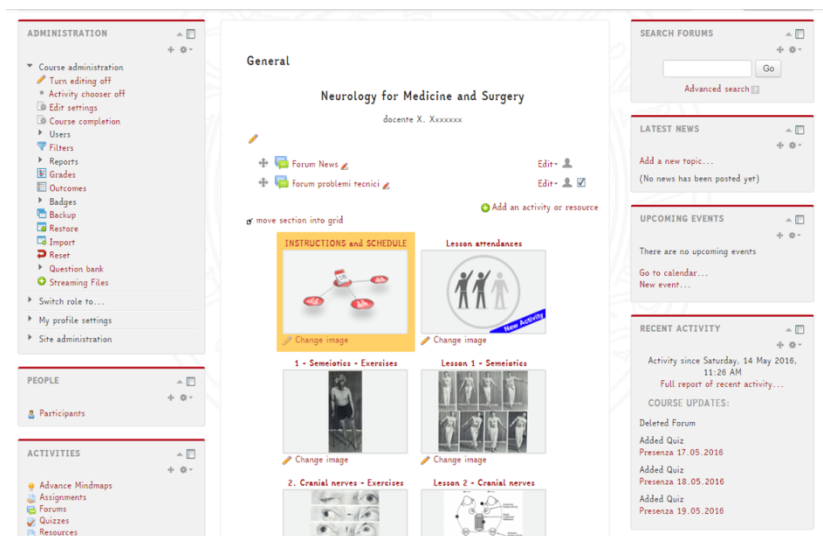 ADMINISTRATION
Course administration
Turn editing off
Activity chooser off
Edit settings
Course completion
Users
Filters
Reports
Grades
Outcomes
Badges
Backup
Restore
Import
Reset
Question bank
Streaming Files
Switch role to...
My profile settings
Site administration
PEOPLE
Participants
ACTIVITIES
Advance Mindmaps
Assignments
Forums
Quizzes
Resources
General
Neurology for Medicine and Surgery
docente X. Xxxxxxx
Forum News Edit
forum problemi tecnici Edit
Add an activity or resource
move section into grid
INSTRUCTIONS and SCHEDULE
Change image
Lesson attendances
New Activity
Change image
1 - Semeiotics - Exercises
Change image
Lesson 1 - Semeiotics
Change image
2. Cranial nerves - Exercises
Lesson 2 - Cranial nerves
SEARCH FORUMS
Go
Advanced search
LATEST NEWS
Add a new topic...
(No news has been posted yet)
UPCOMING EVENTS
There are no upcoming events
Go to calendar...
New event...
RECENT ACTIVITY
Activity since Saturday, 14 May 2016,
11:26 AM
Full report of recent activity...
COURSE UPDATES:
Deleted Forum
Added Quiz
Presenza 17.05.2016
Added Quiz
Presenza 18.05.2016
Added Quiz
Presenza 19.05.2016